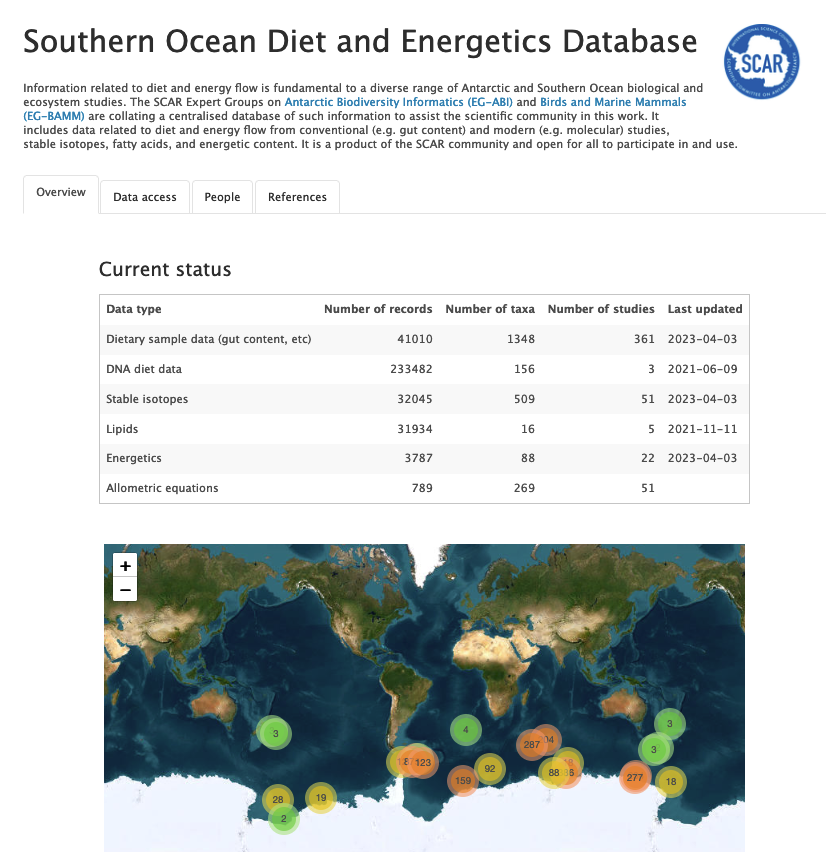 Southern Ocean Diet and Energetics Database
SCAR
Information related to diet and energy flow is fundamental to a diverse range of Antarctic and Southern Ocean biological and
ecosystem studies. The SCAR Expert Groups on Antarctic Biodiversity Informatics (EG-ABI) and Birds and Marine Mammals
(EG-BAMM) are collating a centralised database of such information to assist the scientific community in this work. It
includes data related to diet and energy flow from conventional (e.g. gut content) and modern (e.g. molecular) studies,
stable isotopes, fatty acids, and energetic content. It is a product of the SCAR community and open for all to participate in and use.
Overview Data access People References
Current status
Data type Number of records Number of taxa Number of studies Last updated
Dietary sample data (gut content, etc) 41010 1348 361 2023-04-03
DNA diet data 233482 156 3 2021-06-09
Stable isotopes 32045 509 51 2023-04-03
Lipids 31934 16 5 2021-11-11
Energetics 3787 88 22 2023-04-03
Allometric equations 789 269 51
+
−
3
4
3
287
3
123
92
88
159
277
18
28
19
2